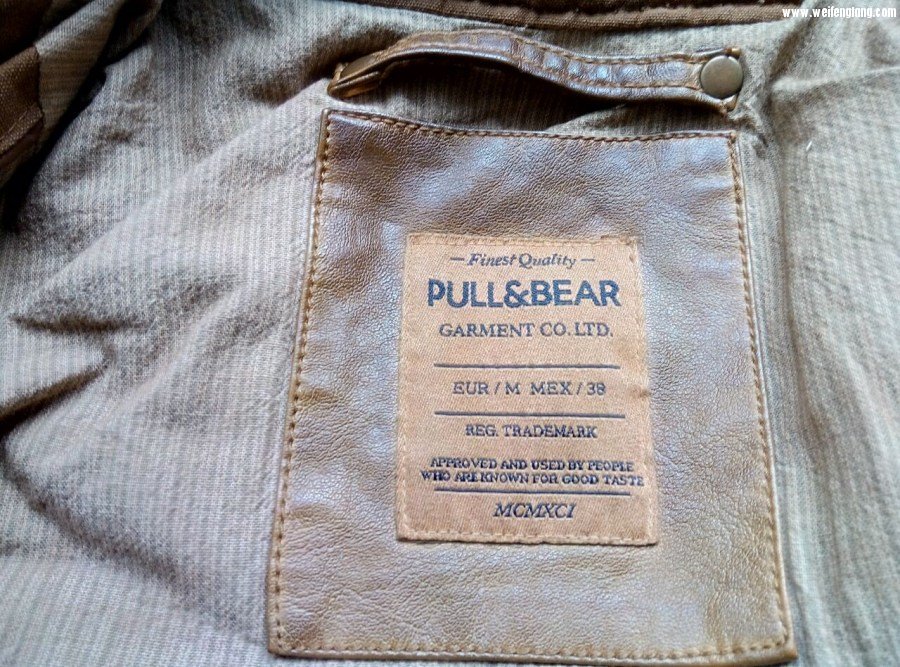 www.weifenglang.com
— Finest Quality —
PULL&BEAR
GARMENT CO. LTD.
EUR / M MEX / 38
REG. TRADEMARK
APPROVED AND USED BY PEOPLE
WHO ARE KNOWN FOR GOOD TASTE
MCMXCI